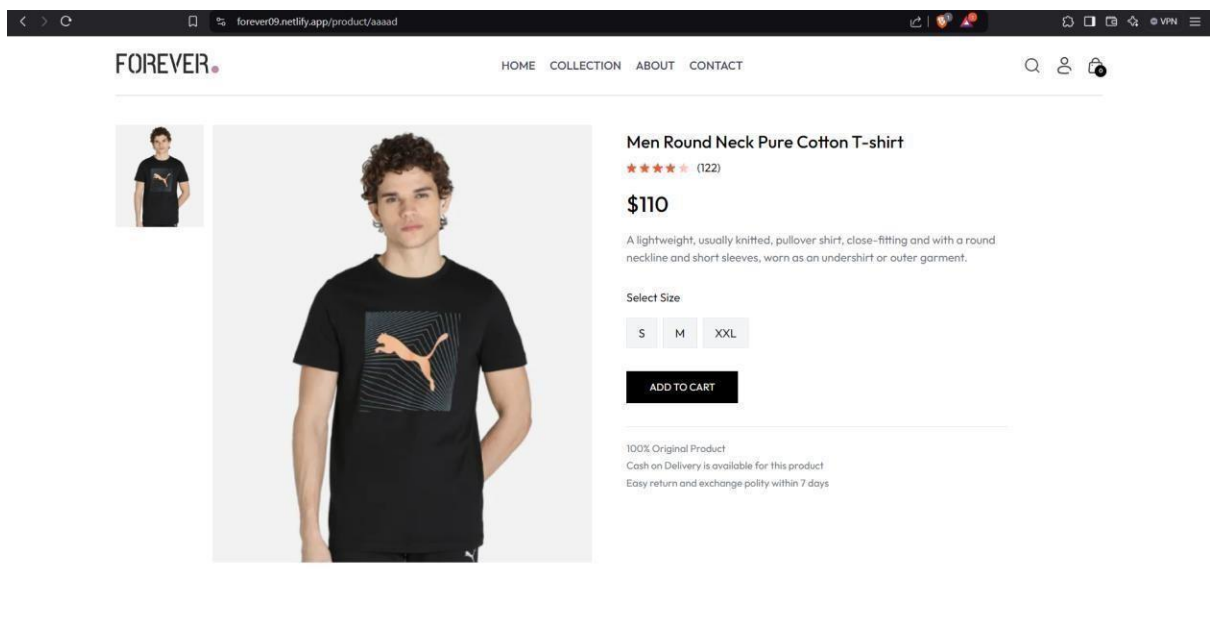 forever09.netlify.app/product/aaaad
VPN
FOREVER.
HOME COLLECTION ABOUT CONTACT
0
Men Round Neck Pure Cotton T-shirt
(122)
$110
A lightweight, usually knitted, pullover shirt, close-fitting and with a round
neckline and short sleeves, worn as an undershirt or outer garment.
Select Size
S M XXL
ADD TO CART
100% Original Product
Cash on Delivery is available for this product
Easy return and exchange polity within 7 days